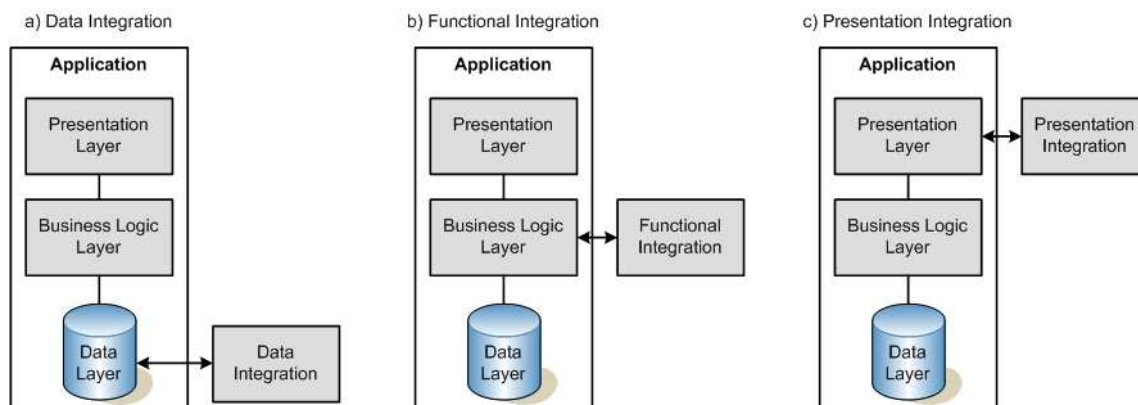 a) Data Integration
Application
Presentation
Layer
Business Logic
Layer
Data
Layer
Data
Integration
b) Functional Integration
Application
Presentation
Layer
Business Logic
Layer
Functional
Integration
Data
Layer
c) Presentation Integration
Application
Presentation
Layer
Presentation
Integration
Business Logic
Layer
Data
Layer